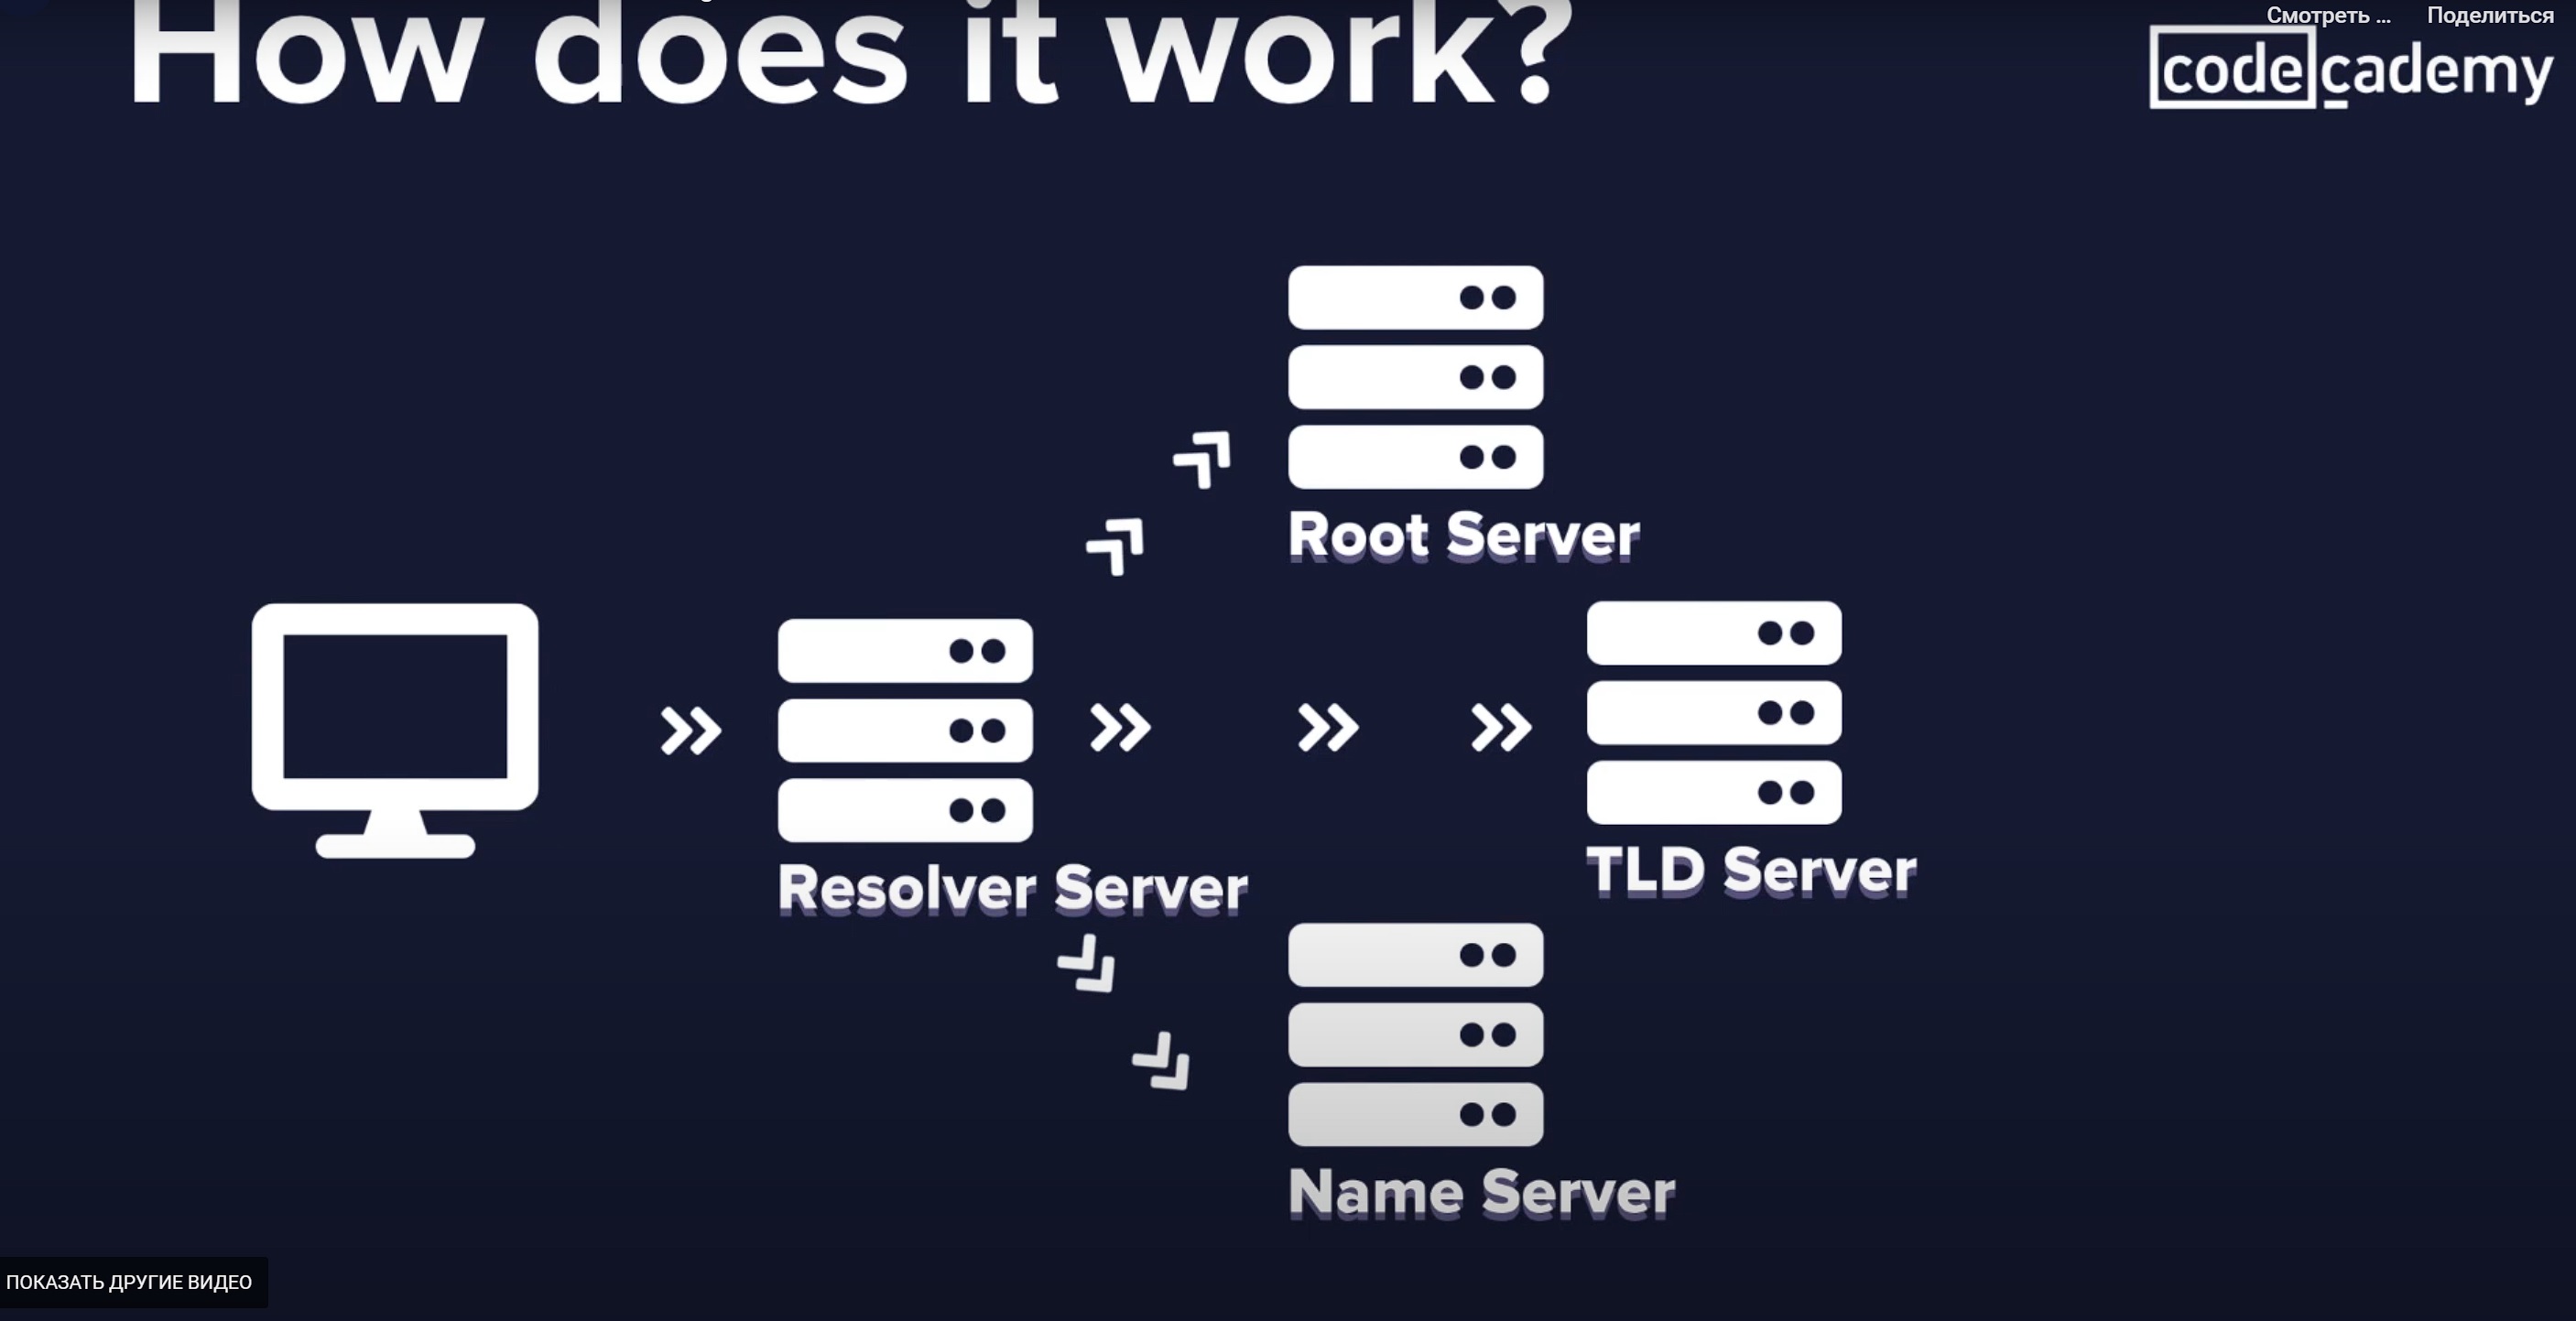 How does it work?
Смотреть ...
Поделиться
codecademy
Root Server
Resolver Server
TLD Server
Name Server
ПОКАЗАТЬ ДРУГИЕ ВИДЕО